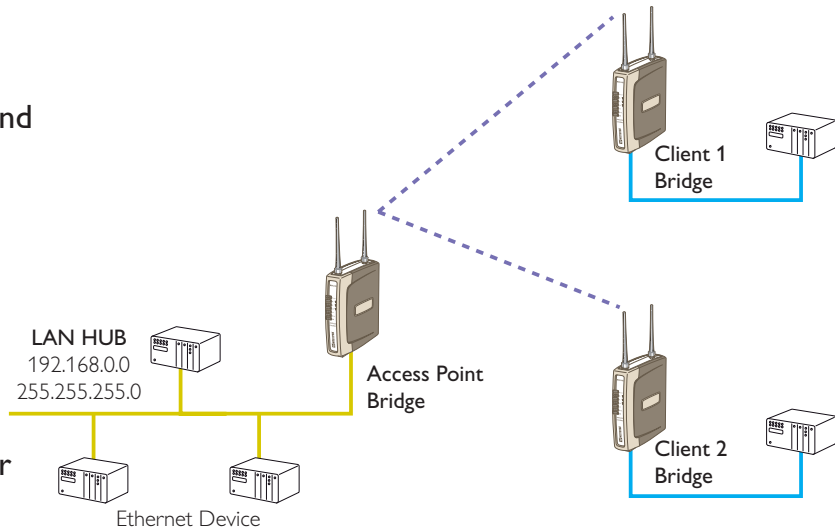 nd
Client 1
Bridge
LAN HUB
192.168.0.0
255.255.255.0
Access Point
Bridge
r
Client 2
Bridge
Ethernet Device